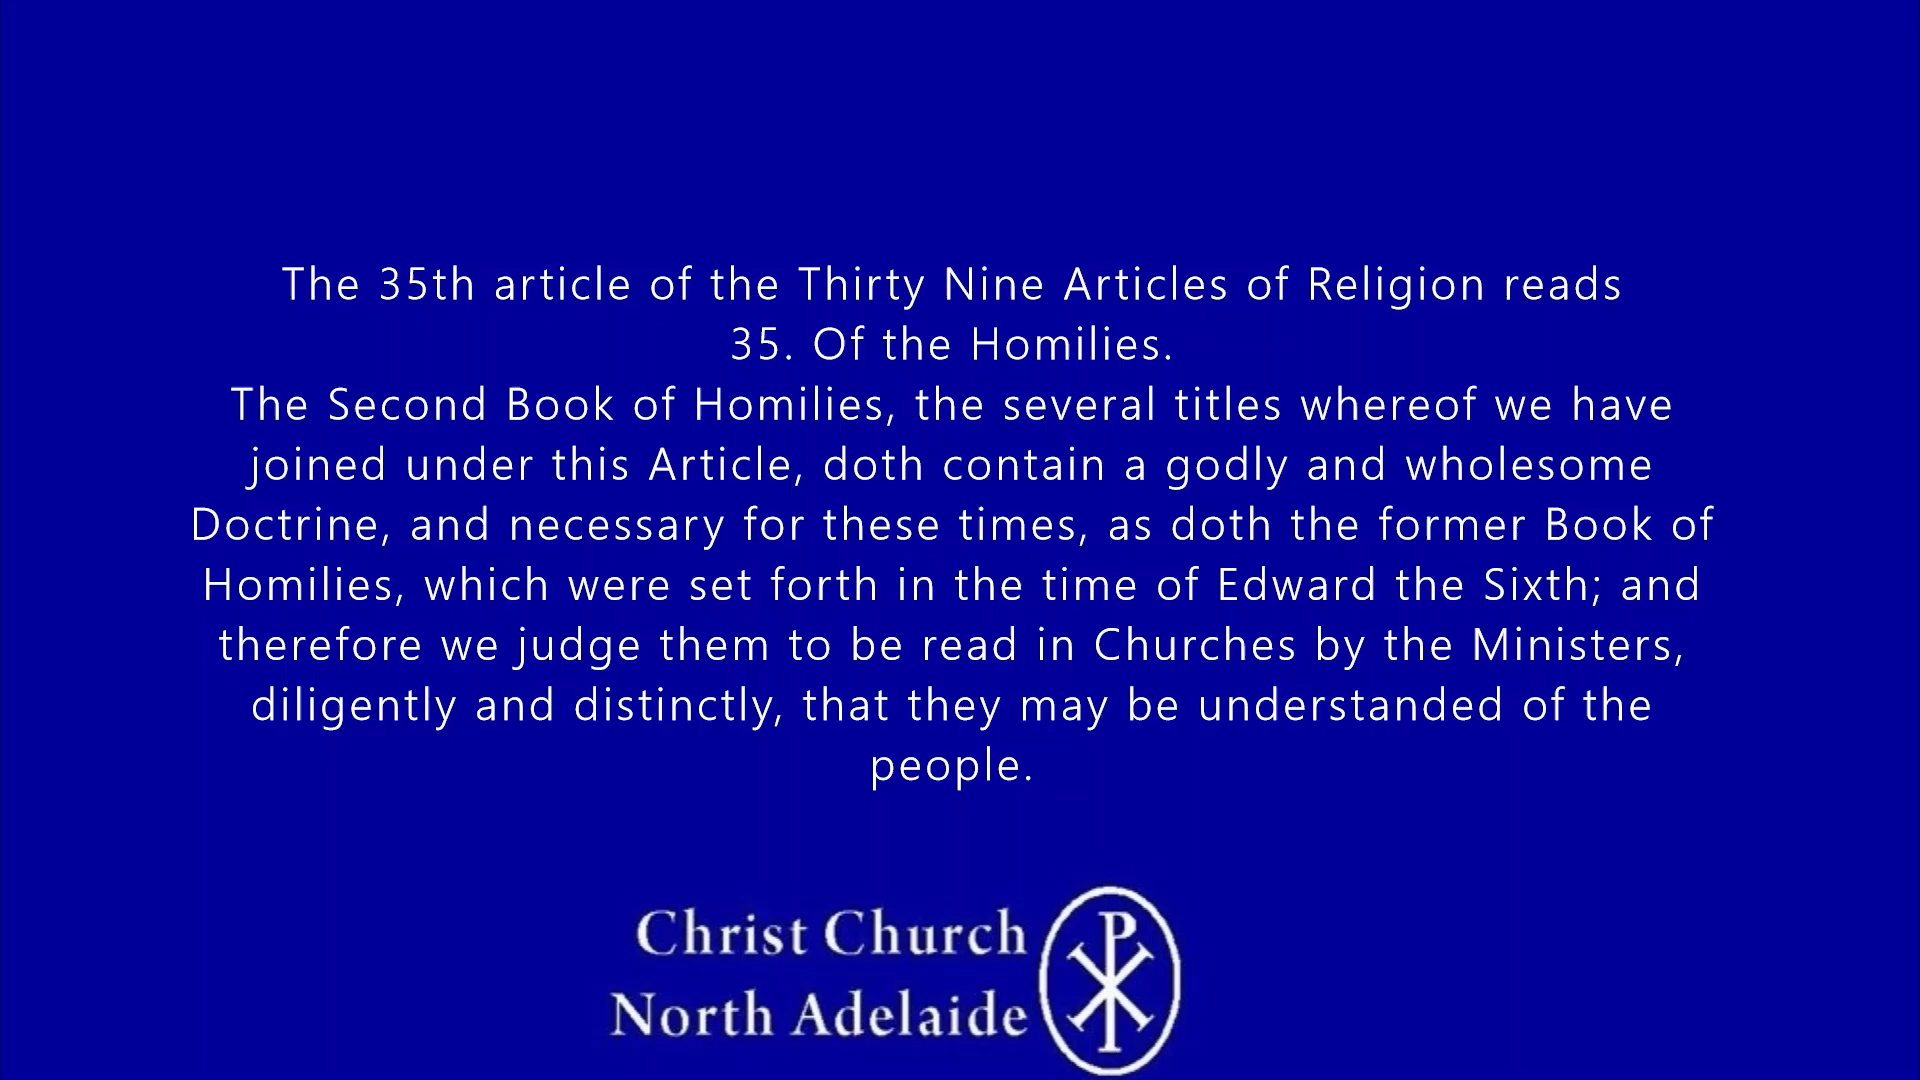 The 35th article of the Thirty Nine Articles of Religion reads
35. Of the Homilies.
The Second Book of Homilies, the several titles whereof we have
joined under this Article, doth contain a godly and wholesome
Doctrine, and necessary for these times, as doth the former Book of
Homilies, which were set forth in the time of Edward the Sixth; and
therefore we judge them to be read in Churches by the Ministers,
diligently and distinctly, that they may be understanded of the
people.
Christ Church
North Adelaide